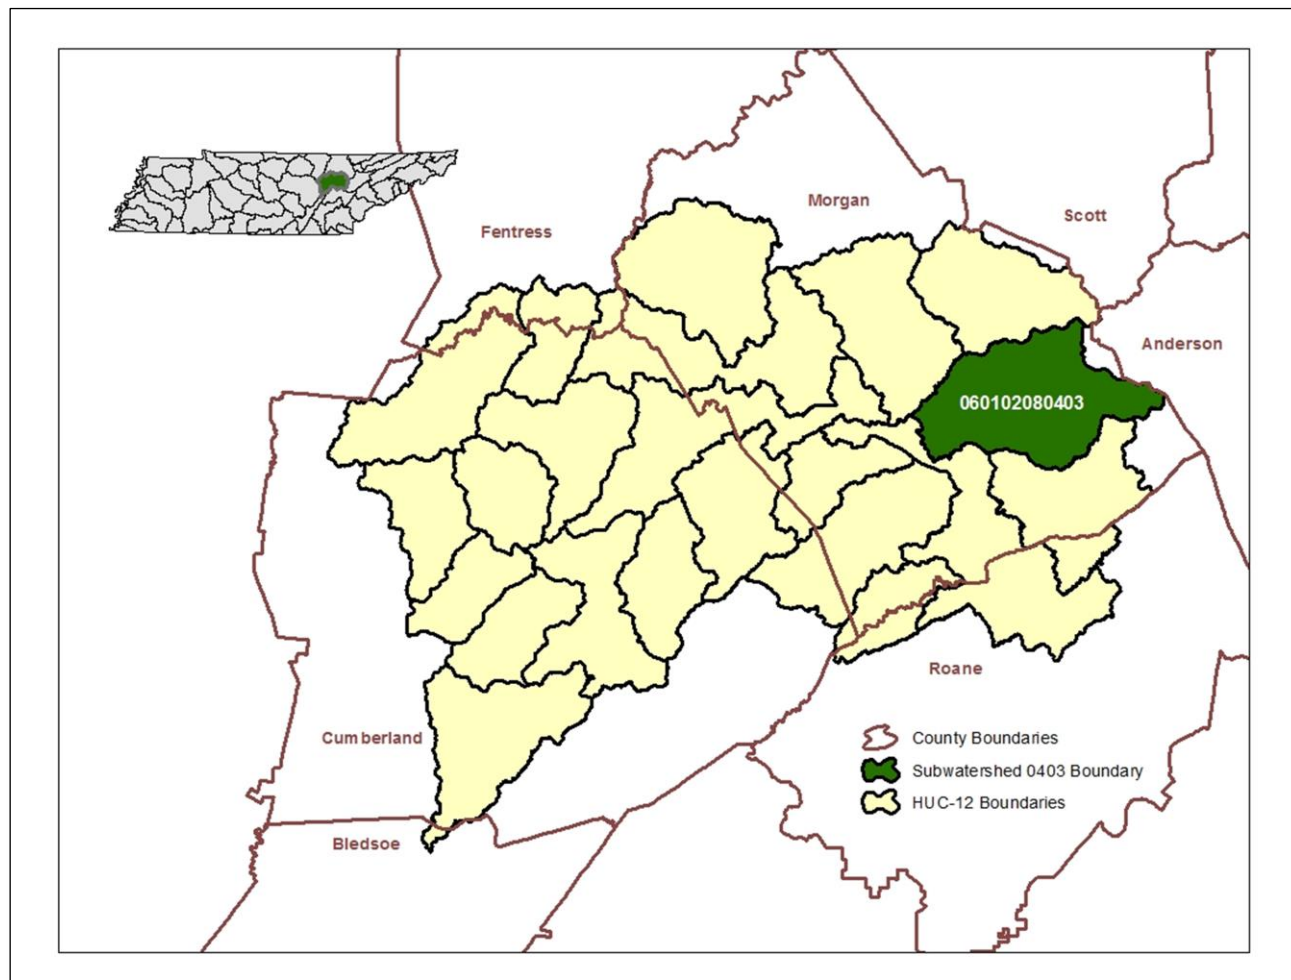 Morgan
Scott
Fentress
Anderson
060102080403
Roane
Cumberland
County Boundaries
Subwatershed 0403 Boundary
HUC-12 Boundaries
Bledsoe